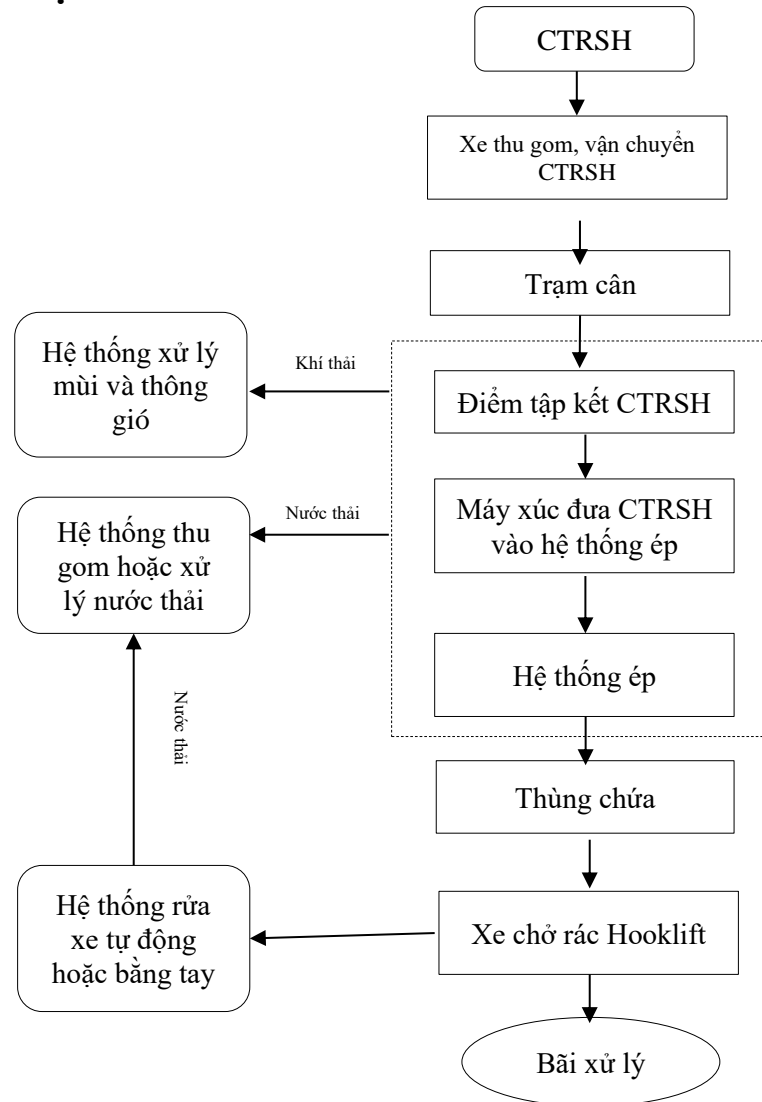 CTRSH
Xe thu gom, vận chuyển
CTRSH
Trạm cân
Hệ thống xử lý
mùi và thông
gió
Khí thải
Điểm tập kết CTRSH
Hệ thống thu
gom hoặc xử
lý nước thải
Nước thải
Máy xúc đưa CTRSH
vào hệ thống ép
Hệ thống ép
Nước thải
Thùng chứa
Hệ thống rửa
xe tự động
hoặc bằng tay
Xe chở rác Hooklift
Bãi xử lý